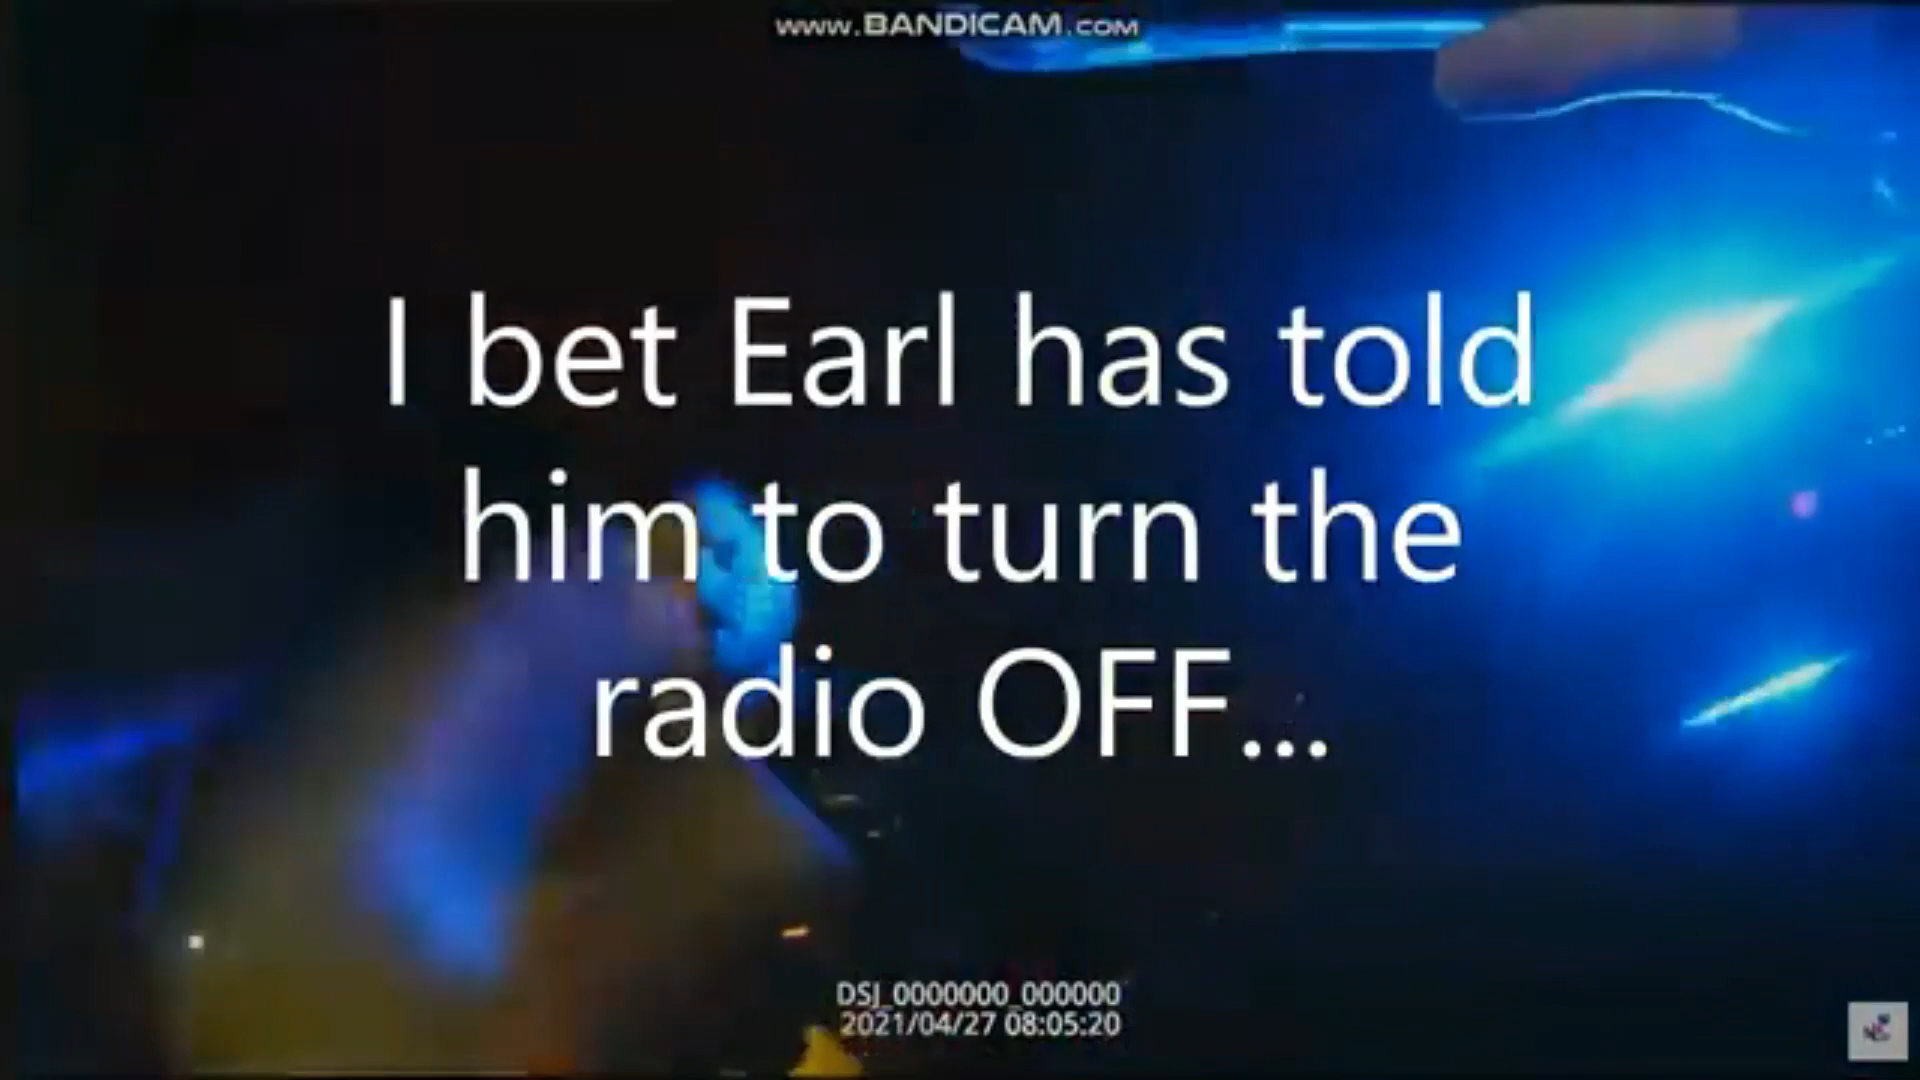 www.BANDICAM.COM
I bet Earl has told
him to turn the
radio OFF...
DSJ_0000000_000000
2021/04/27 08:05:20